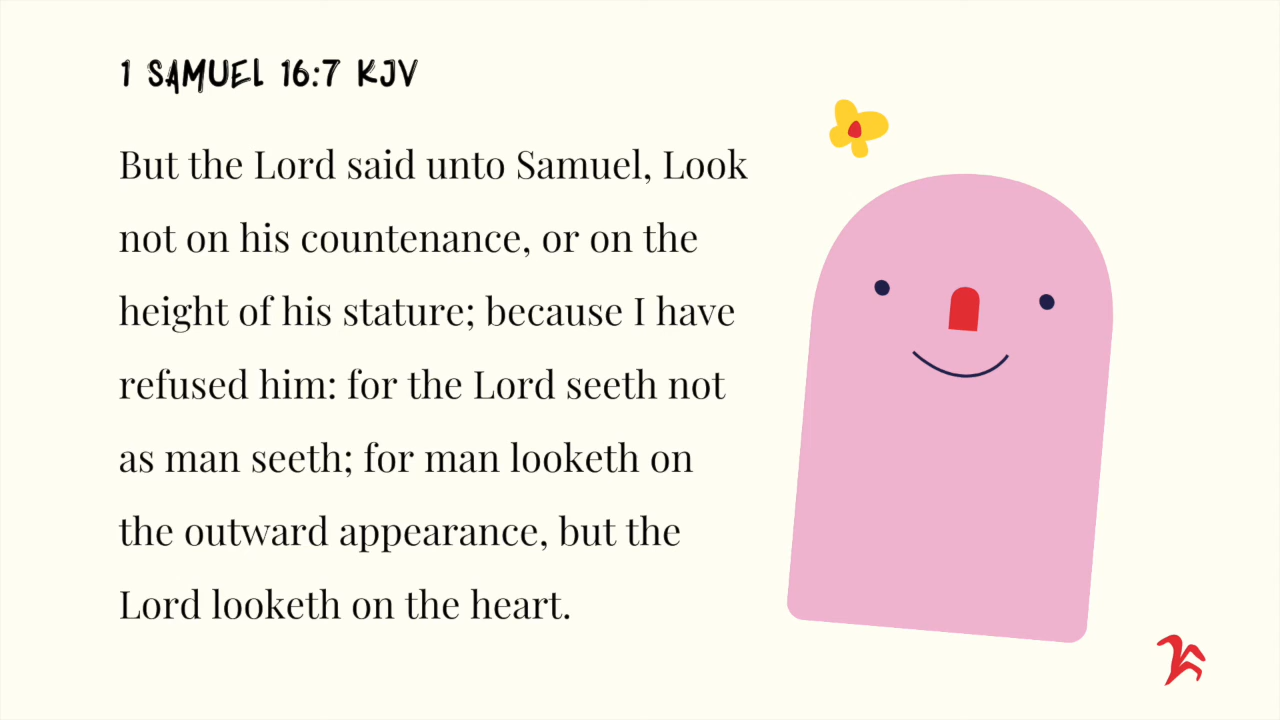 1 SAMUEL 16:7 KJV
But the Lord said unto Samuel, Look
not on his countenance, or on the
height of his stature; because I have
refused him: for the Lord seeth not
as man seeth; for man looketh on
the outward appearance, but the
Lord looketh on the heart.